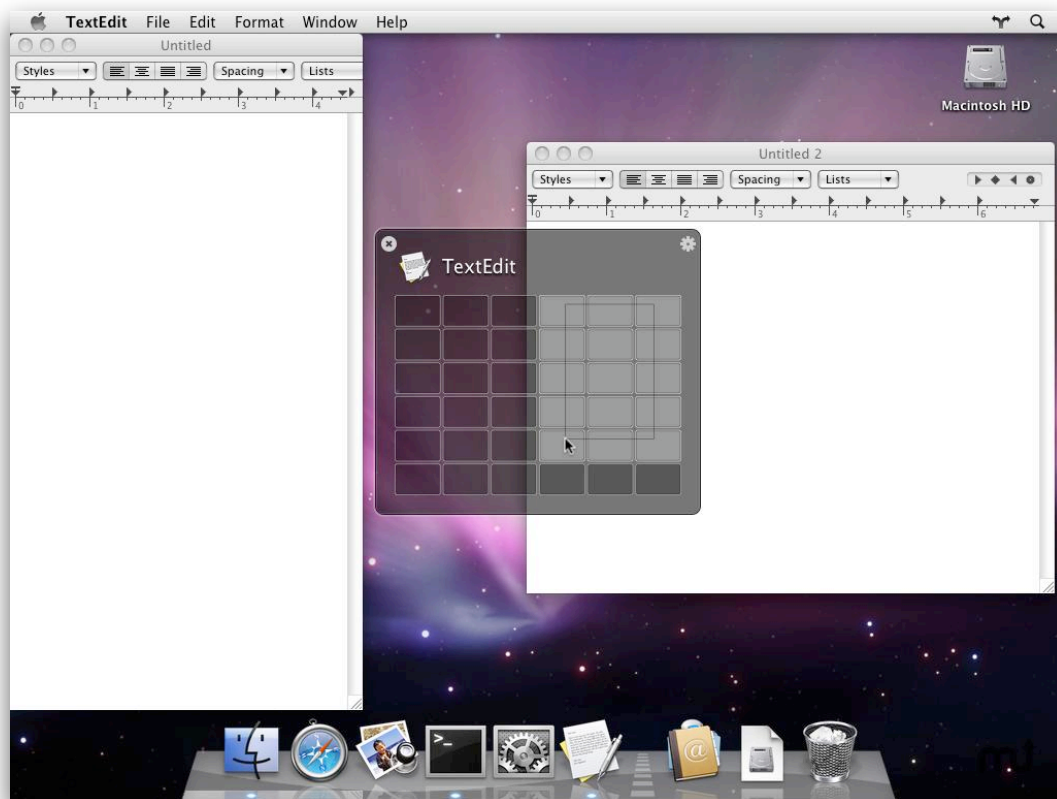 TextEdit File Edit Format Window Help
Untitled
Styles Spacing Lists
0 1 2 3 4
Macintosh HD
Untitled 2
Styles Spacing Lists
0 1 2 3 4 5 6
TextEdit
>_
@